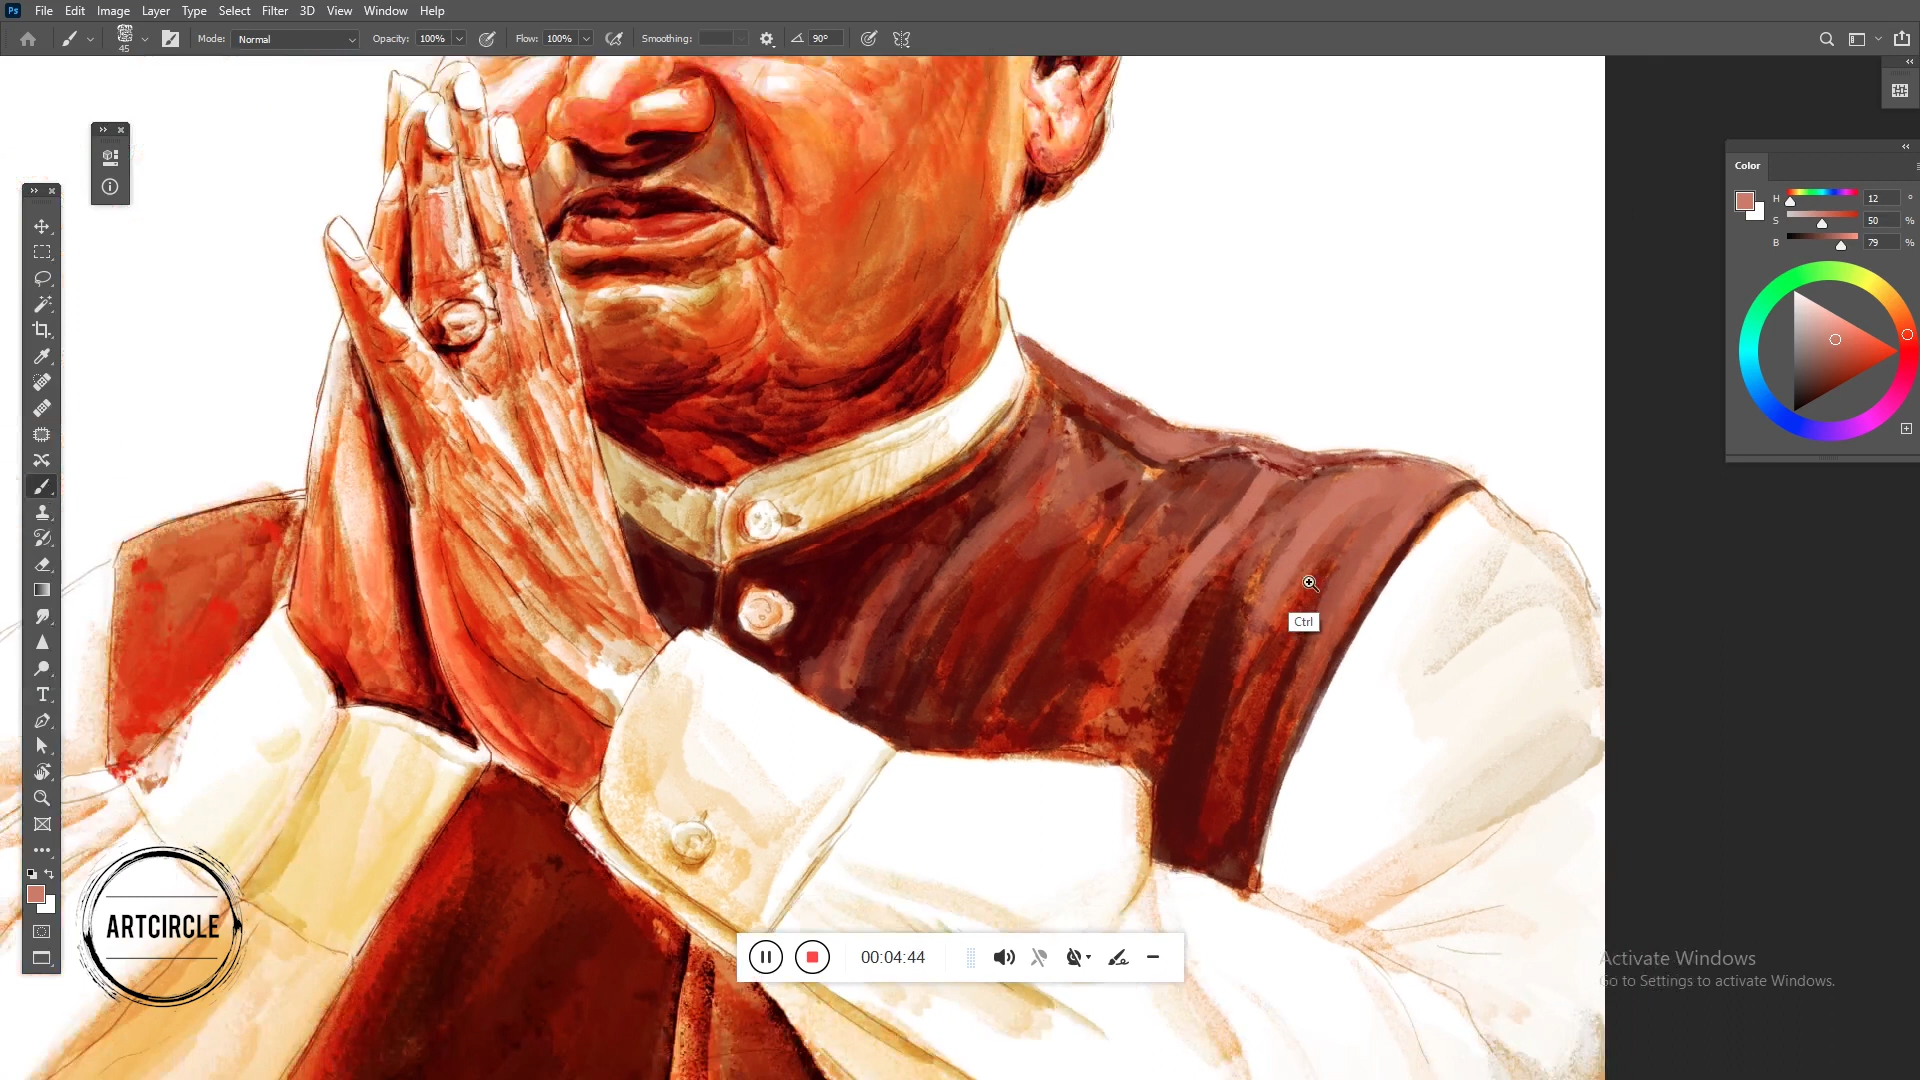 Ps File Edit Image Layer Type Select Filter 3D View Window Help
45 Mode: Normal Opacity: 100% Flow: 100% Smoothing: 90°
Color
H 12 °
S 50 %
B 79 %
Ctrl
ARTCIRCLE
00:04:44
Activate Windows
Go to Settings to activate Windows.